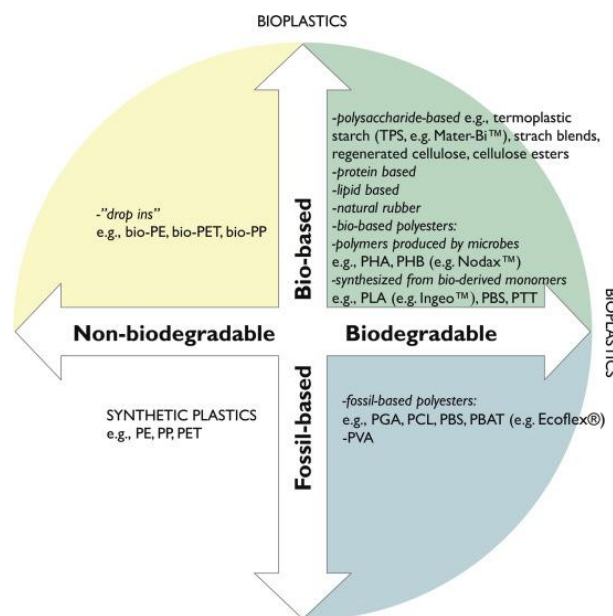 BIOPLASTICS
-polysaccharide-based e.g., termoplastic
starch (TPS, e.g. Mater-Bi™), strach blends,
regenerated cellulose, cellulose esters
-protein based
-lipid based
-natural rubber
-bio-based polyesters:
-polymers produced by microbes
e.g., PHA, PHB (e.g. Nodax™)
-synthesized from bio-derived monomers
e.g., PLA (e.g. Ingeo™), PBS, PTT
-"drop ins"
e.g., bio-PE, bio-PET, bio-PP
Bio-based
Non-biodegradable
Biodegradable
BIOPLASTICS
Fossil-based
SYNTHETIC PLASTICS
e.g., PE, PP, PET
-fossil-based polyesters:
e.g., PGA, PCL, PBS, PBAT (e.g. Ecoflex®)
-PVA